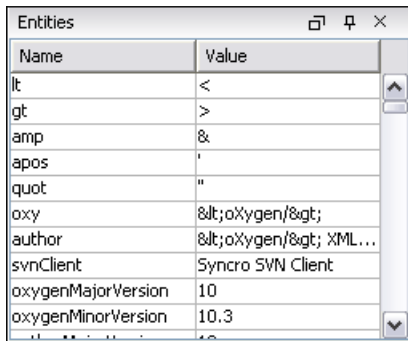 Entities
Name Value
lt <
gt >
amp &
apos '
quot "
oxy &lt;oXygen/&gt;
author &lt;oXygen/&gt; XML...
svnClient Syncro SVN Client
oxygenMajorVersion 10
oxygenMinorVersion 10.3